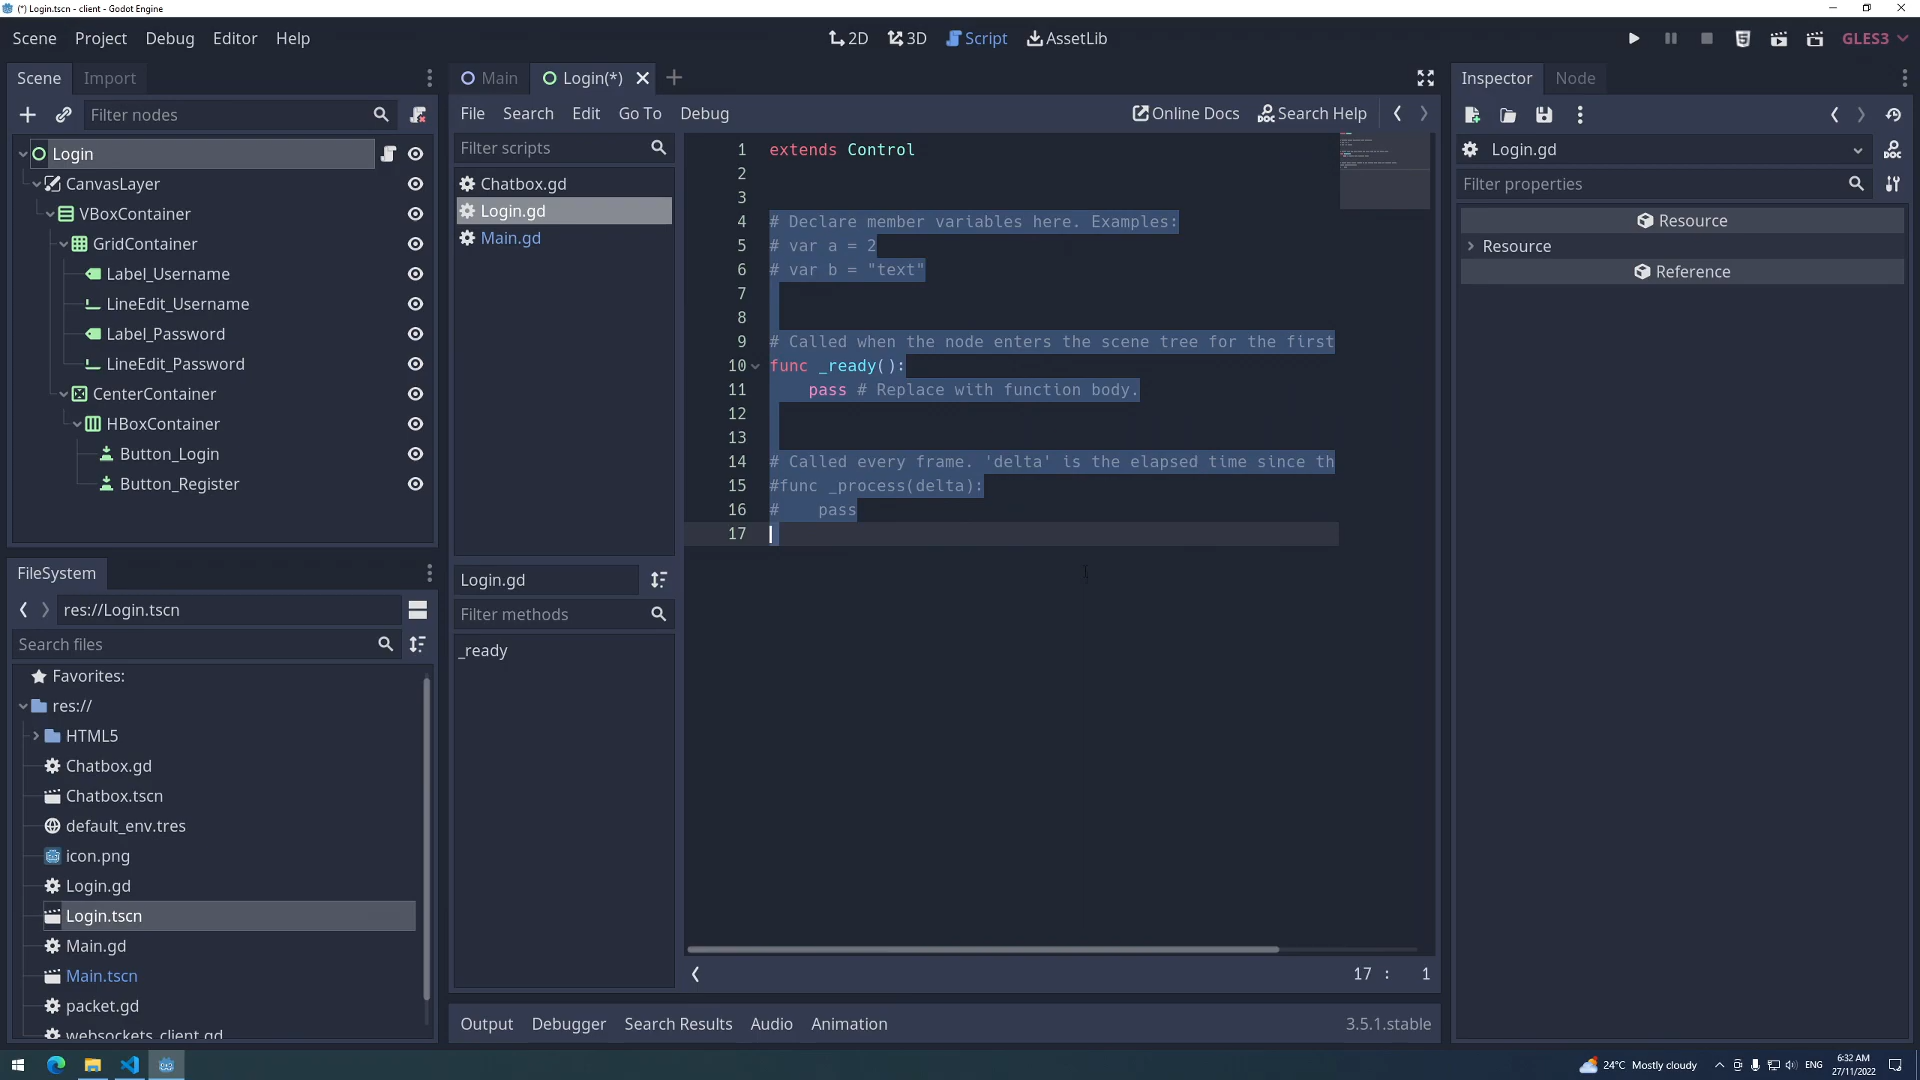 (*) Login.tscn - client - Godot Engine
Scene Project Debug Editor Help
2D 3D Script AssetLib
GLES3
Scene Import
Filter nodes
Login
CanvasLayer
VBoxContainer
GridContainer
Label_Username
LineEdit_Username
Label_Password
LineEdit_Password
CenterContainer
HBoxContainer
Button_Login
Button_Register
FileSystem
res://Login.tscn
Search files
Favorites:
res://
HTML5
Chatbox.gd
Chatbox.tscn
default_env.tres
icon.png
Login.gd
Login.tscn
Main.gd
Main.tscn
packet.gd
websockets_client.gd
Main Login(*)
File Search Edit Go To Debug
Online Docs Search Help
Filter scripts
Chatbox.gd
Login.gd
Main.gd
Login.gd
Filter methods
_ready
1 extends Control
2
3
4 # Declare member variables here. Examples:
5 # var a = 2
6 # var b = "text"
7
8
9 # Called when the node enters the scene tree for the first
10 func _ready():
11 pass # Replace with function body.
12
13
14 # Called every frame. 'delta' is the elapsed time since th
15 #func _process(delta):
16 # pass
17
17 : 1
Output Debugger Search Results Audio Animation
3.5.1.stable
Inspector Node
Login.gd
DOC
Filter properties
Resource
Resource
Reference
24°C Mostly cloudy
ENG
6:32 AM
27/11/2022